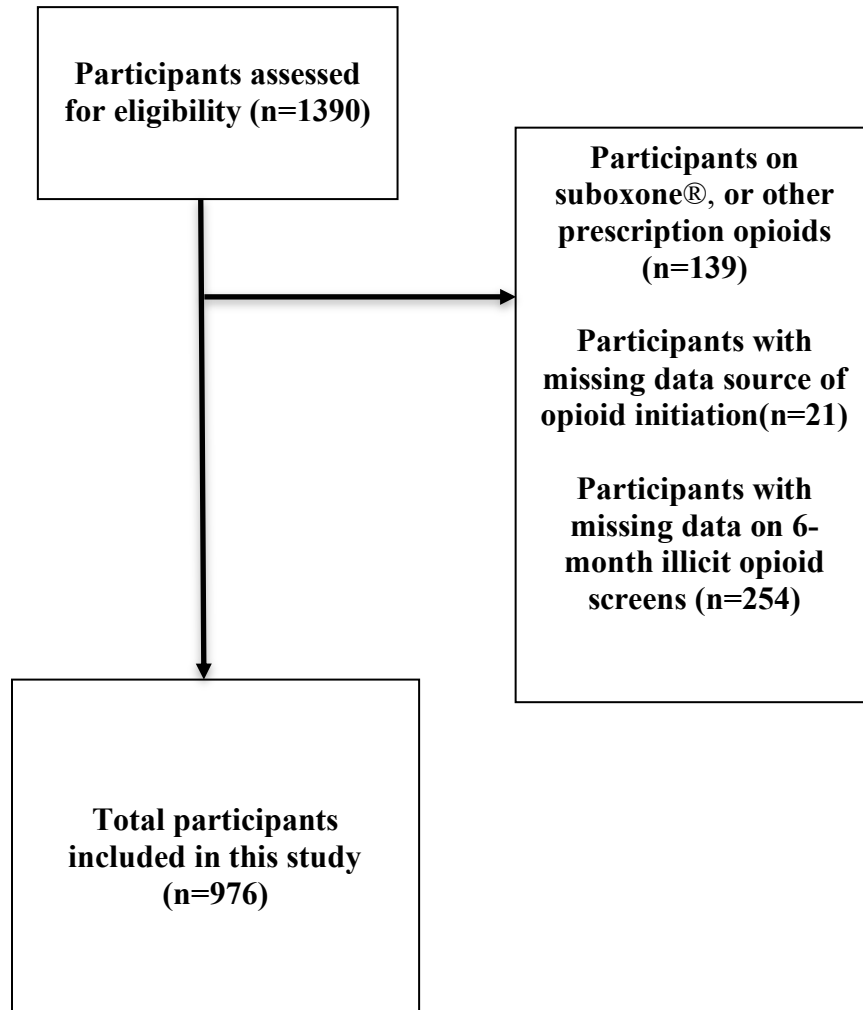 Participants assessed
for eligibility (n=1390)
Participants on
suboxone®, or other
prescription opioids
(n=139)
Participants with
missing data source of
opioid initiation(n=21)
Participants with
missing data on 6-
month illicit opioid
screens (n=254)
Total participants
included in this study
(n=976)